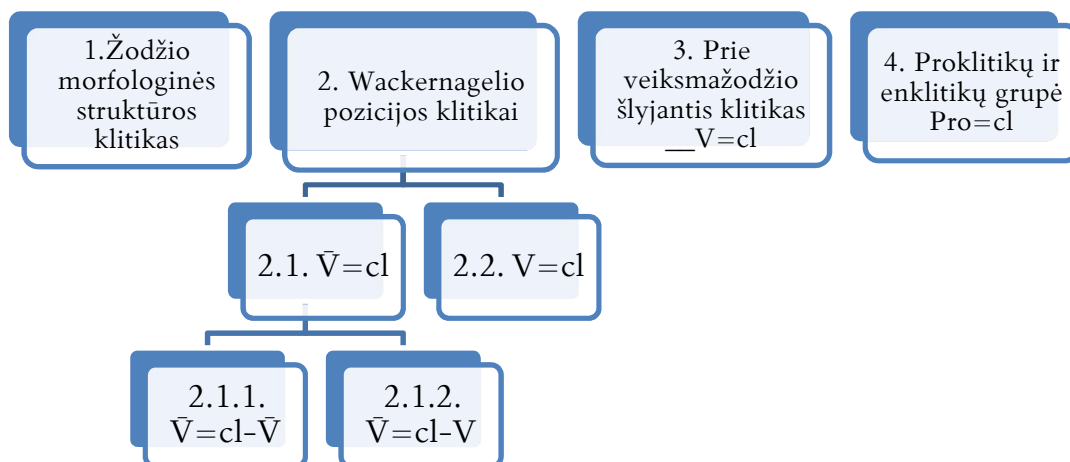 1.Žodžio
morfologinės
struktūros
klitikas
2. Wackernagelio
pozicijos klitikai
3. Prie
veiksmažodžio
šlyjantis klitikas
__V=cl
4. Proklitikų ir
enklitikų grupė
Pro=cl
2.1. V̄=cl
2.2. V=cl
2.1.1.
V̄=cl-V̄
2.1.2.
V̄=cl-V